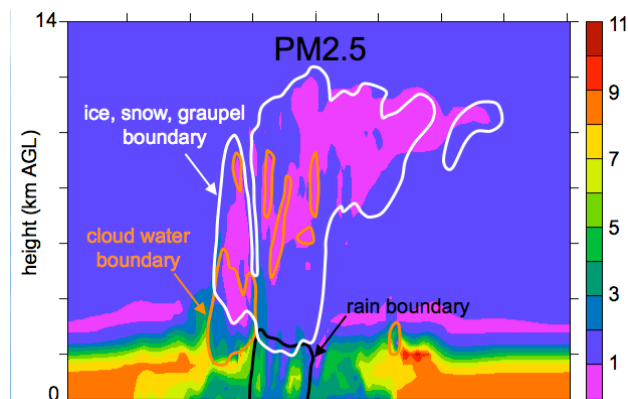 14
PM2.5
11
9
7
5
3
1
height (km AGL)
ice, snow, graupel
boundary
cloud water
boundary
rain boundary
0